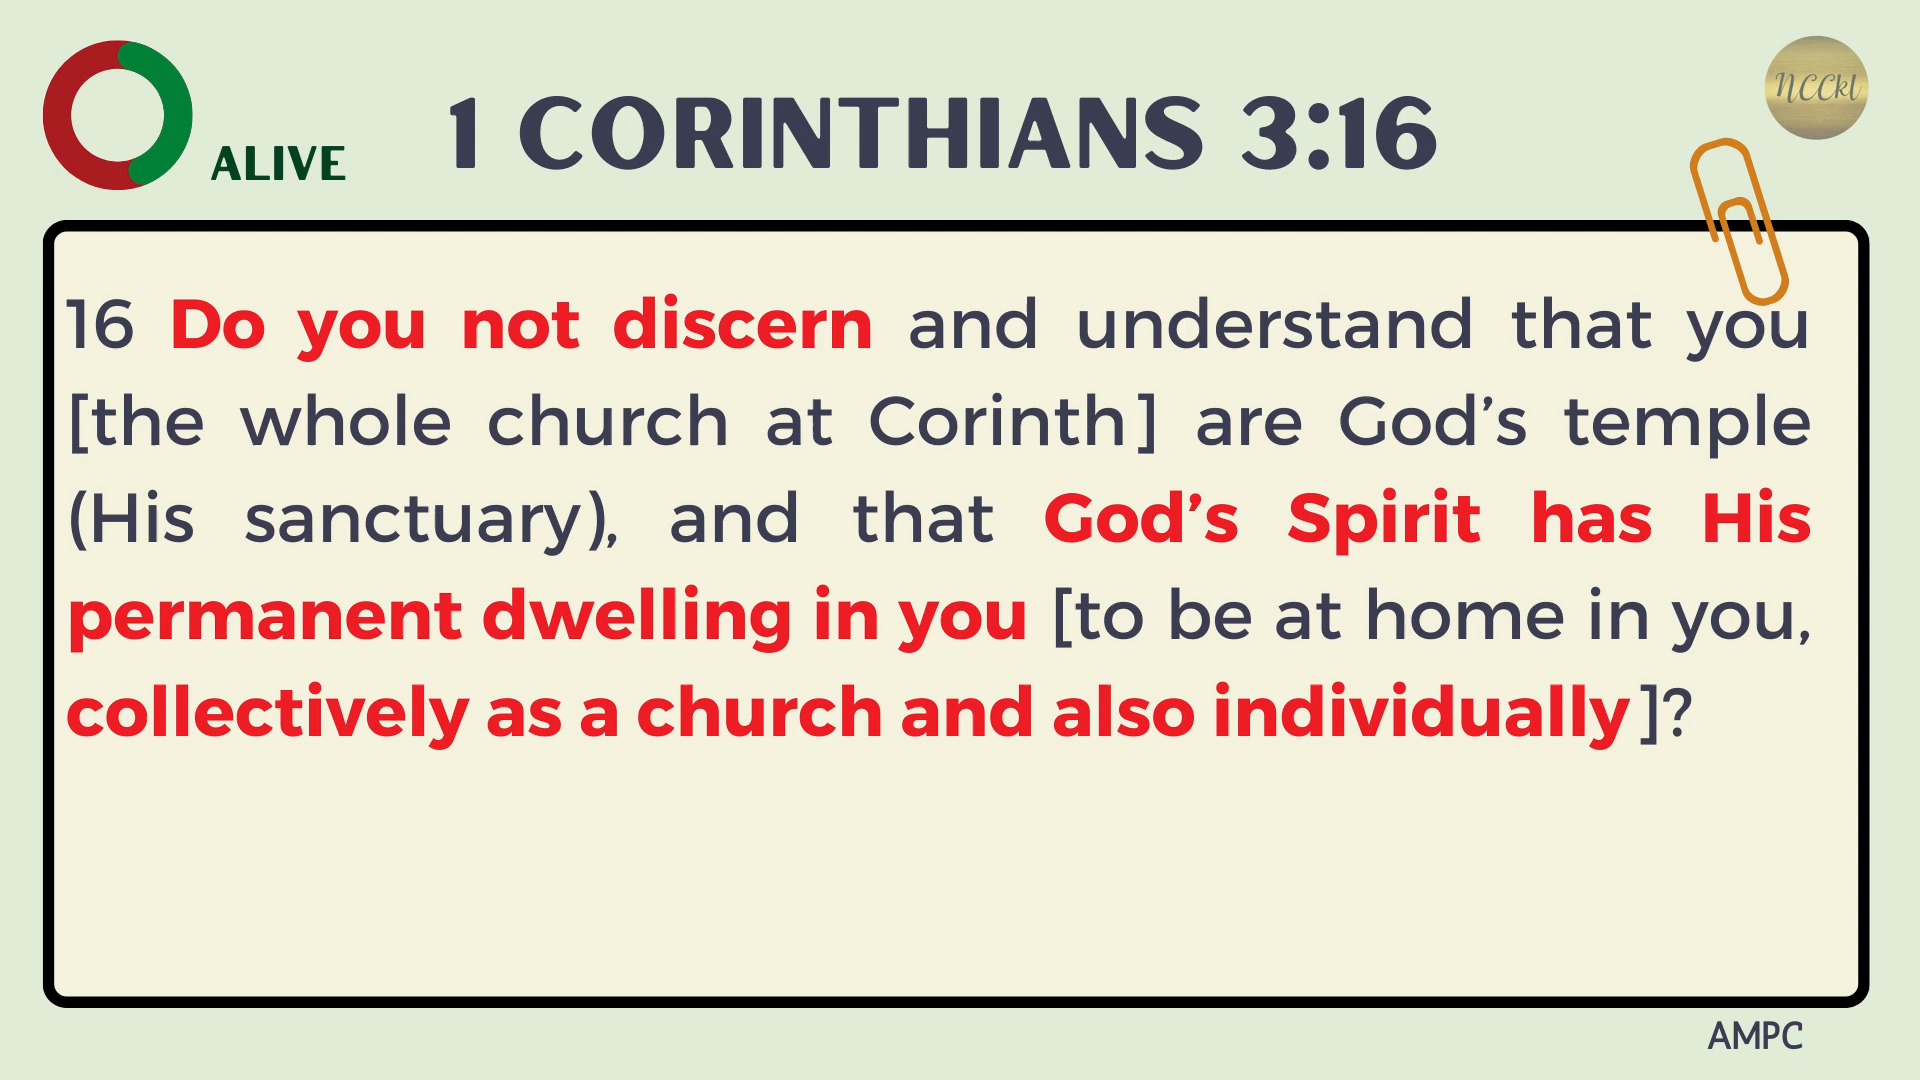 ALIVE
1 CORINTHIANS 3:16
NCCkl
16 Do you not discern and understand that you
[the whole church at Corinth] are God’s temple
(His sanctuary), and that God’s Spirit has His
permanent dwelling in you [to be at home in you,
collectively as a church and also individually]?
AMPC